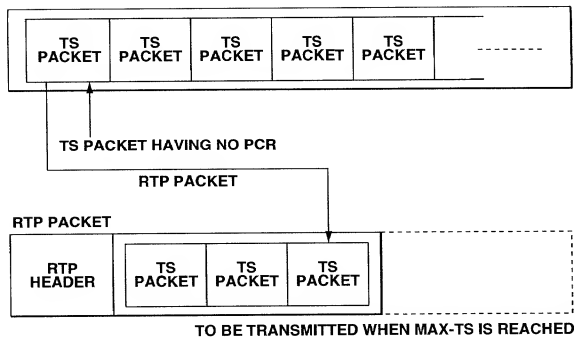 TS PACKET
TS PACKET
TS PACKET
TS PACKET
TS PACKET
TS PACKET HAVING NO PCR
RTP PACKET
RTP PACKET
RTP HEADER
TS PACKET
TS PACKET
TS PACKET
TO BE TRANSMITTED WHEN MAX-TS IS REACHED